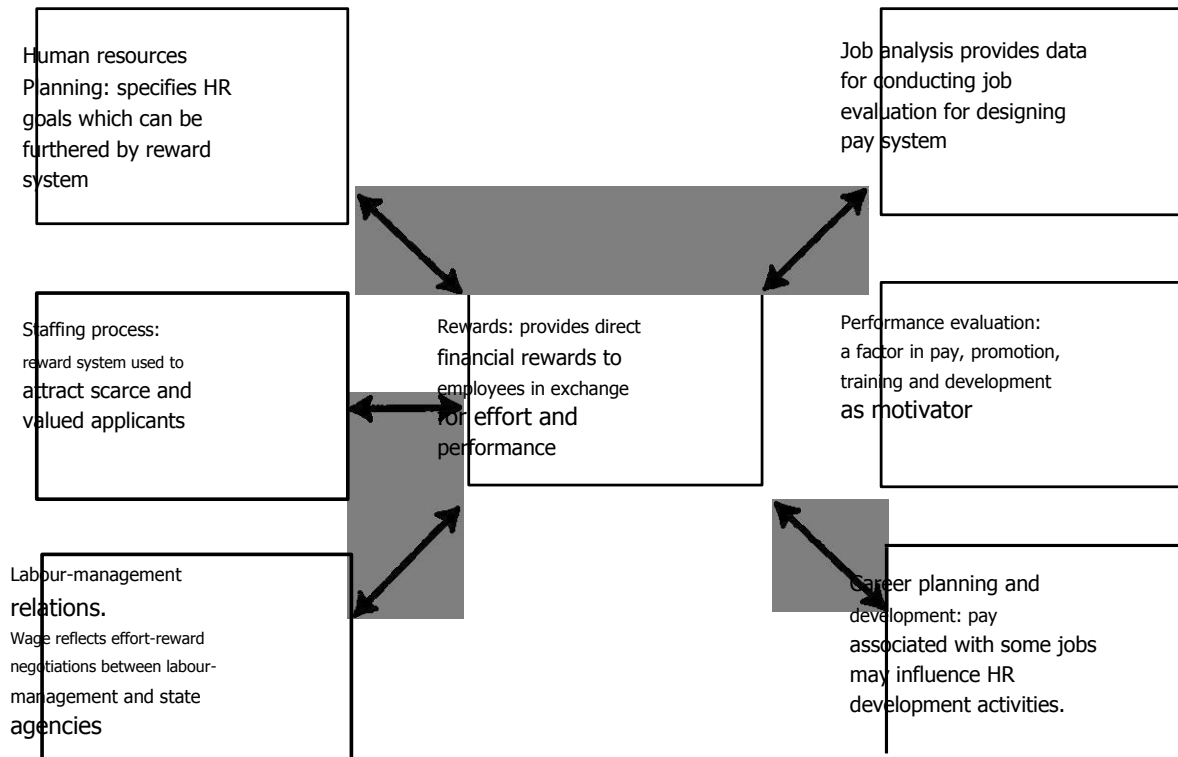 Human resources
Planning: specifies HR
goals which can be
furthered by reward
system
Job analysis provides data
for conducting job
evaluation for designing
pay system
Staffing process:
reward system used to
attract scarce and
valued applicants
Rewards: provides direct
financial rewards to
employees in exchange
for effort and
performance
Performance evaluation:
a factor in pay, promotion,
training and development
as motivator
Labour-management
relations.
Wage reflects effort-reward
negotiations between labour-
management and state
agencies
Career planning and
development: pay
associated with some jobs
may influence HR
development activities.